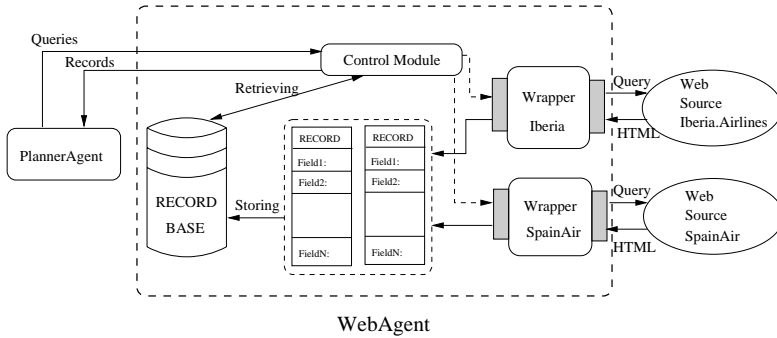 Queries
Records
Control Module
Retrieving
PlannerAgent
RECORD
BASE
Storing
RECORD
Field1:
Field2:
FieldN:
RECORD
Field1:
Field2:
FieldN:
Wrapper
Iberia
Query
HTML
Web
Source
Iberia.Airlines
Wrapper
SpainAir
Query
HTML
Web
Source
SpainAir
WebAgent